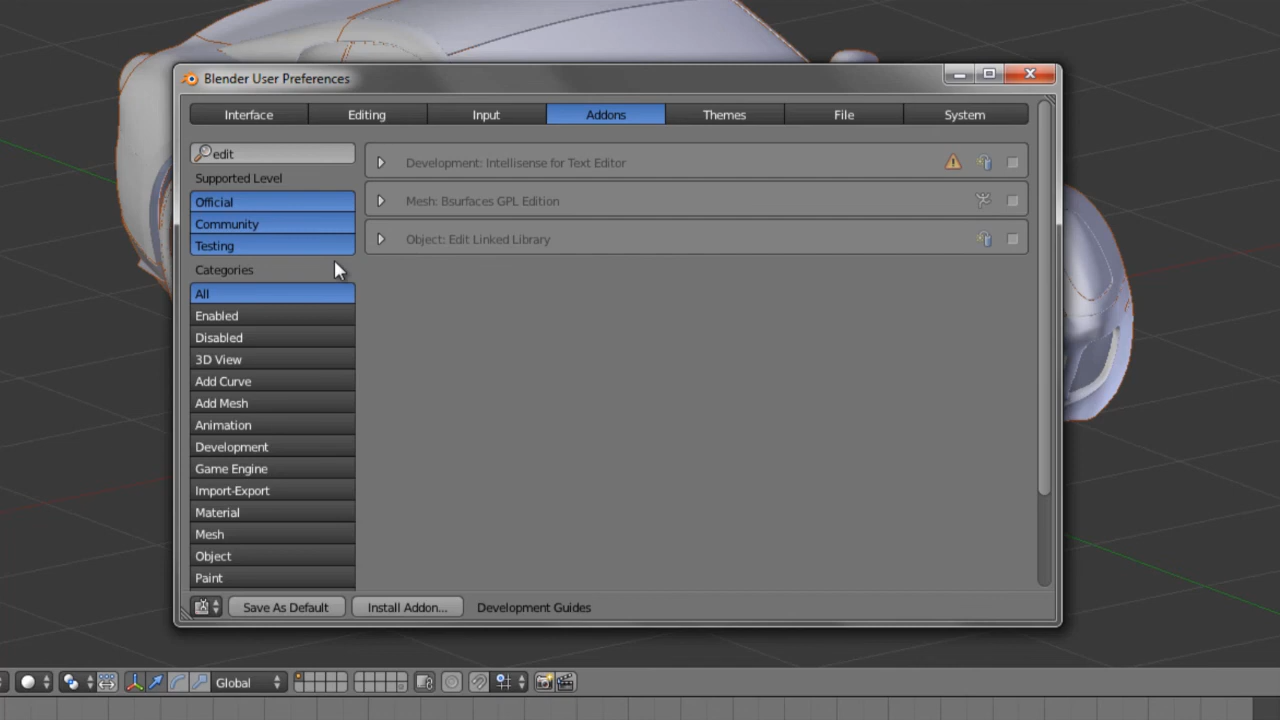 Blender User Preferences
Interface Editing Input Addons Themes File System
edit
Supported Level
Official
Community
Testing
Categories
All
Enabled
Disabled
3D View
Add Curve
Add Mesh
Animation
Development
Game Engine
Import-Export
Material
Mesh
Object
Paint
Development: Intellisense for Text Editor
Mesh: Bsurfaces GPL Edition
Object: Edit Linked Library
Save As Default Install Addon... Development Guides
Global